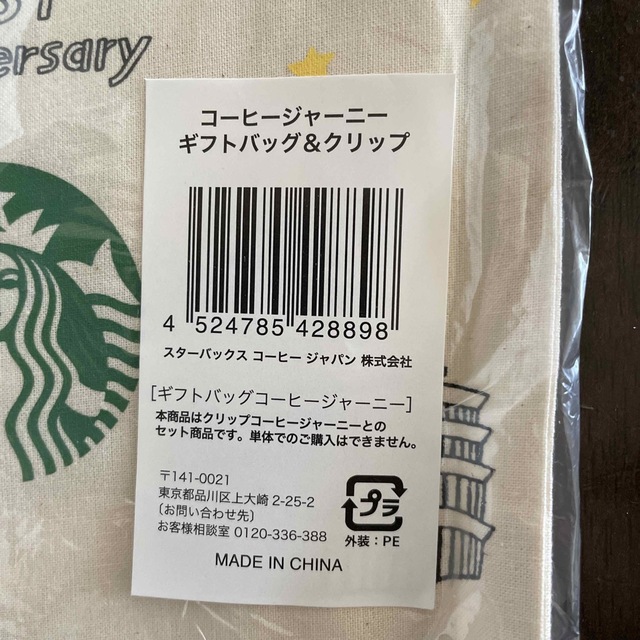 ersary
コーヒージャーニー
ギフトバッグ&クリップ
4 524785 428898
スターバックス コーヒー ジャパン 株式会社
[ギフトバッグコーヒージャーニー]
本商品はクリップコーヒージャーニーとの
セット商品です。単体でのご購入はできません。
〒141-0021
東京都品川区上大崎 2-25-2
〔お問い合わせ先〕
お客様相談室 0120-336-388
プラ
外装：PE
MADE IN CHINA